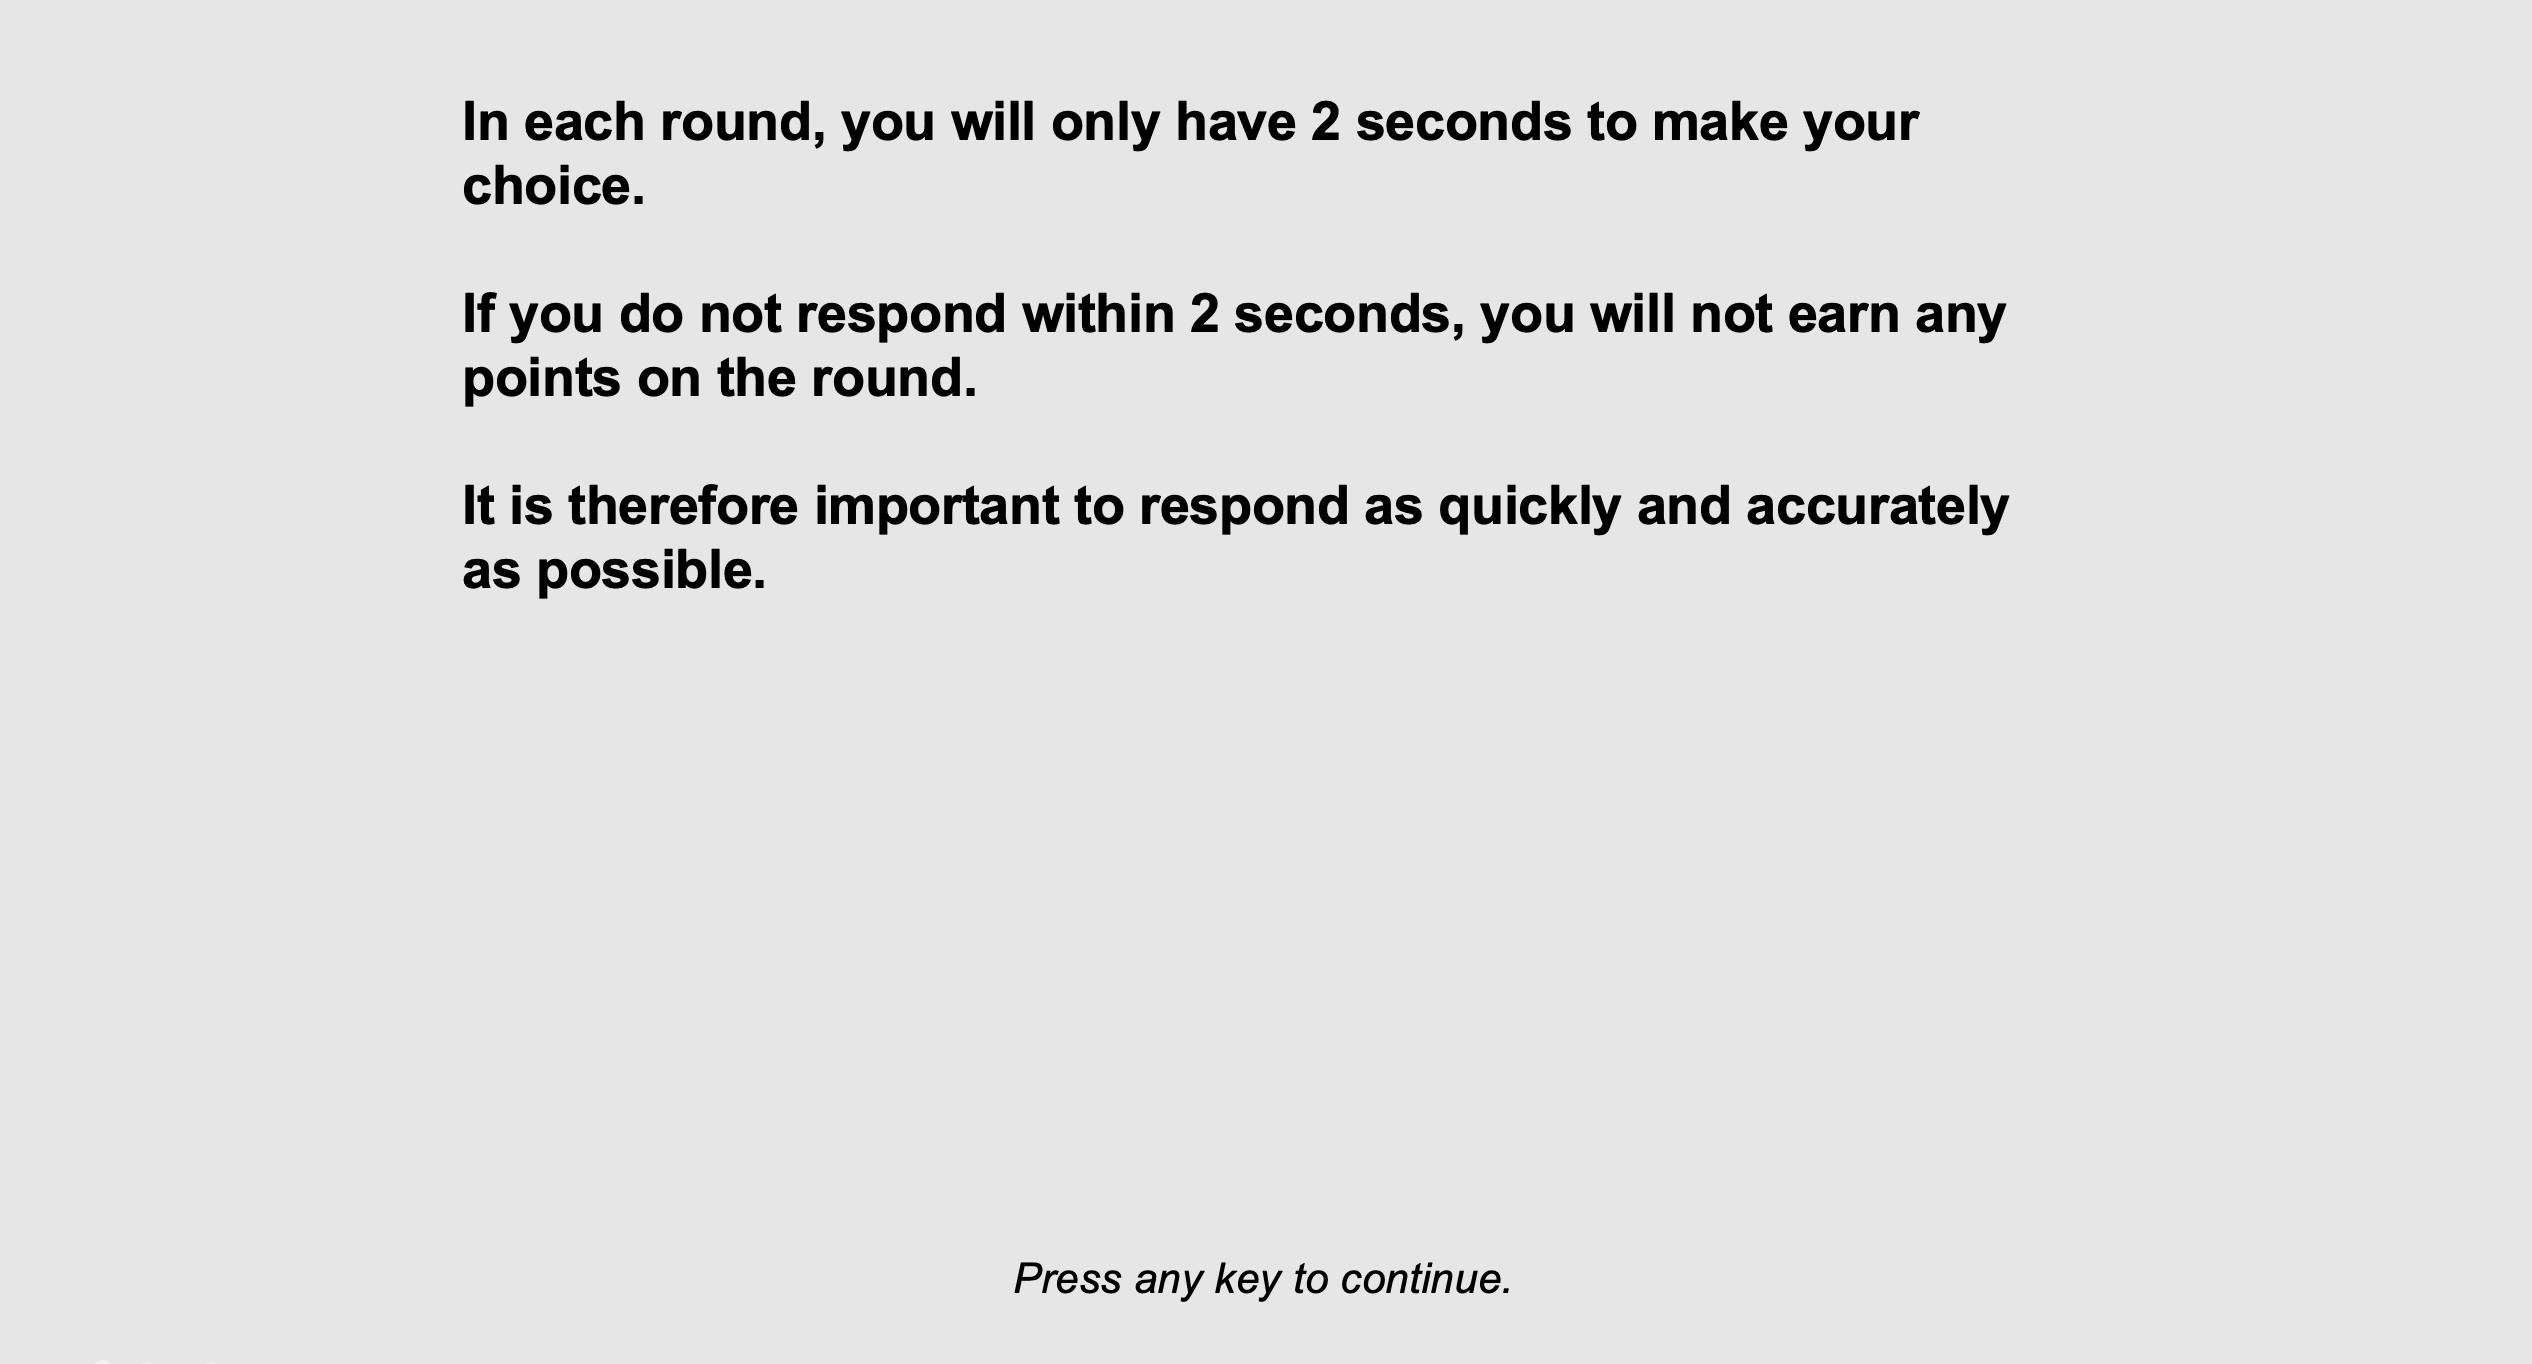 In each round, you will only have 2 seconds to make your
choice.
If you do not respond within 2 seconds, you will not earn any
points on the round.
It is therefore important to respond as quickly and accurately
as possible.
Press any key to continue.